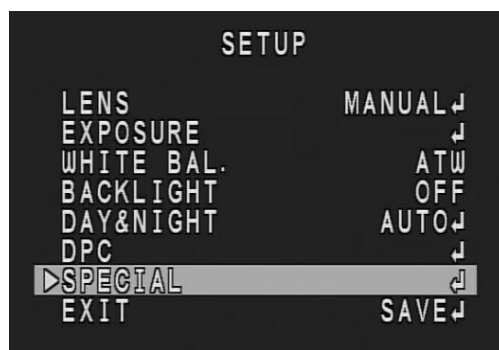 SETUP
LENS MANUAL↲
EXPOSURE ↲
WHITE BAL. ATW
BACKLIGHT OFF
DAY&NIGHT AUTO↲
DPC ↲
▷SPECIAL ↲
EXIT SAVE↲